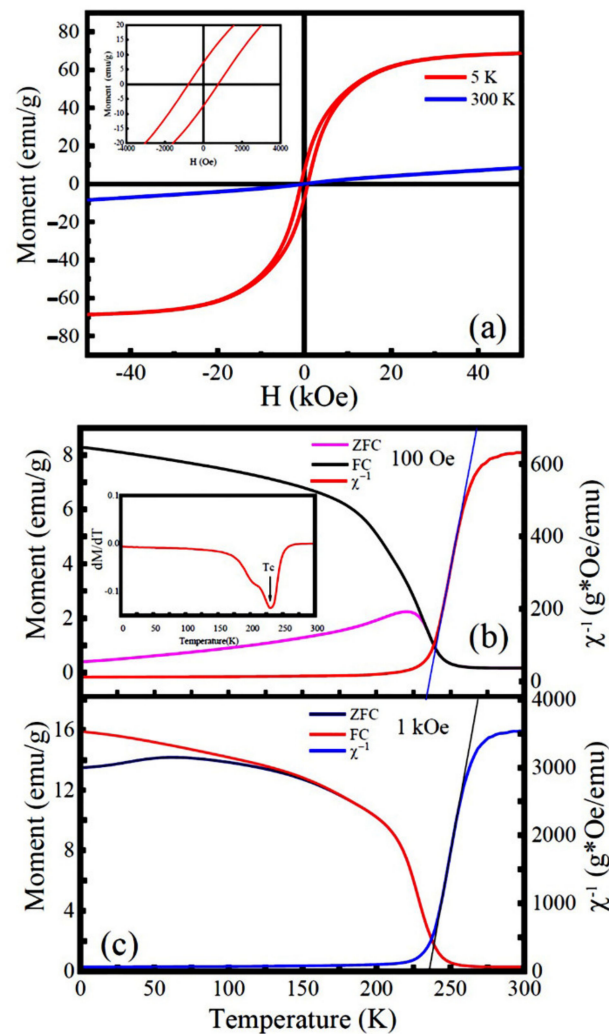 80
60
40
20
0
−20
−40
−60
−80
Moment (emu/g)
20
15
10
5
0
-5
-10
-15
-20
Moment (emu/g)
-4000 -2000 0 2000 4000
H (Oe)
5 K
300 K
(a)
−40 −20 0 20 40
H (kOe)
8
6
4
2
0
Moment (emu/g)
ZFC
FC
χ⁻¹
100 Oe
0.1
0.0
-0.1
dM/dT
Tc
0 50 100 150 200 250 300
Temperature(K)
(b)
600
400
200
0
χ⁻¹ (g*Oe/emu)
16
12
8
4
0
Moment (emu/g)
ZFC
FC
χ⁻¹
1 kOe
(c)
4000
3000
2000
1000
0
χ⁻¹ (g*Oe/emu)
0 50 100 150 200 250 300
Temperature (K)